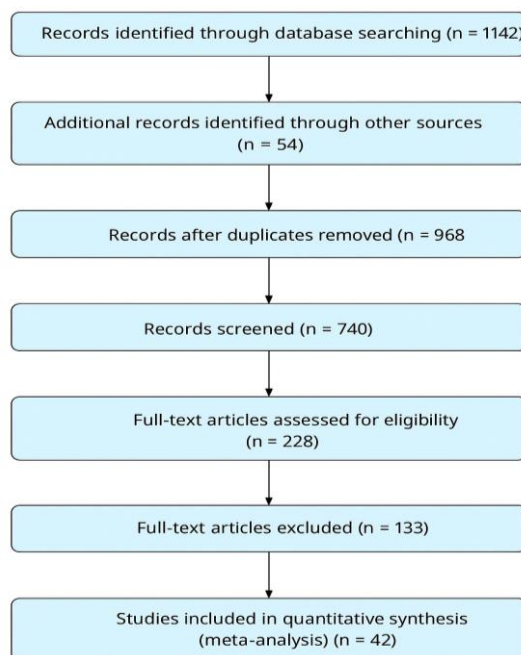 Records identified through database searching (n = 1142)
Additional records identified through other sources
(n = 54)
Records after duplicates removed (n = 968
Records screened (n = 740)
Full-text articles assessed for eligibility
(n = 228)
Full-text articles excluded (n = 133)
Studies included in quantitative synthesis
(meta-analysis) (n = 42)